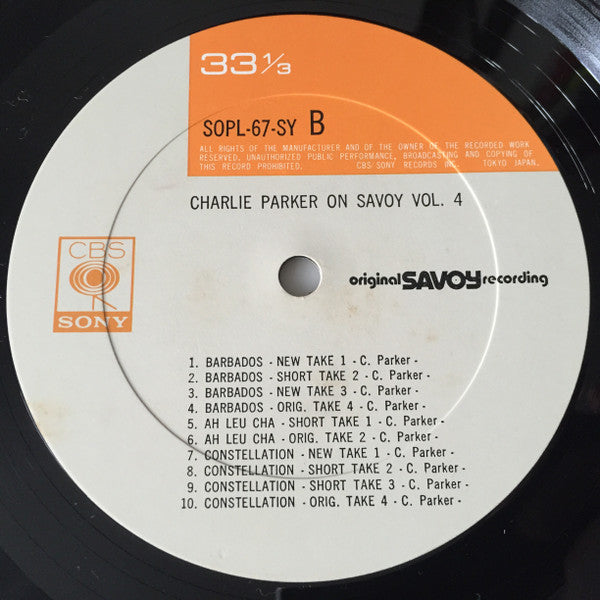 33 1/3
SOPL-67-SY B
ALL RIGHTS OF THE MANUFACTURER AND OF THE OWNER OF THE RECORDED WORK
RESERVED. UNAUTHORIZED PUBLIC PERFORMANCE, BROADCASTING AND COPYING OF
THIS RECORD PROHIBITED. CBS/SONY RECORDS INC. TOKYO JAPAN.
CHARLIE PARKER ON SAVOY VOL. 4
CBS
SONY
original SAVOY recording
1. BARBADOS - NEW TAKE 1 - C. Parker -
2. BARBADOS - SHORT TAKE 2 - C. Parker -
3. BARBADOS - NEW TAKE 3 - C. Parker -
4. BARBADOS - ORIG. TAKE 4 - C. Parker -
5. AH LEU CHA - SHORT TAKE 1 - C. Parker -
6. AH LEU CHA - ORIG. TAKE 2 - C. Parker -
7. CONSTELLATION - NEW TAKE 1 - C. Parker -
8. CONSTELLATION - SHORT TAKE 2 - C. Parker -
9. CONSTELLATION - SHORT TAKE 3 - C. Parker -
10. CONSTELLATION - ORIG. TAKE 4 - C. Parker -